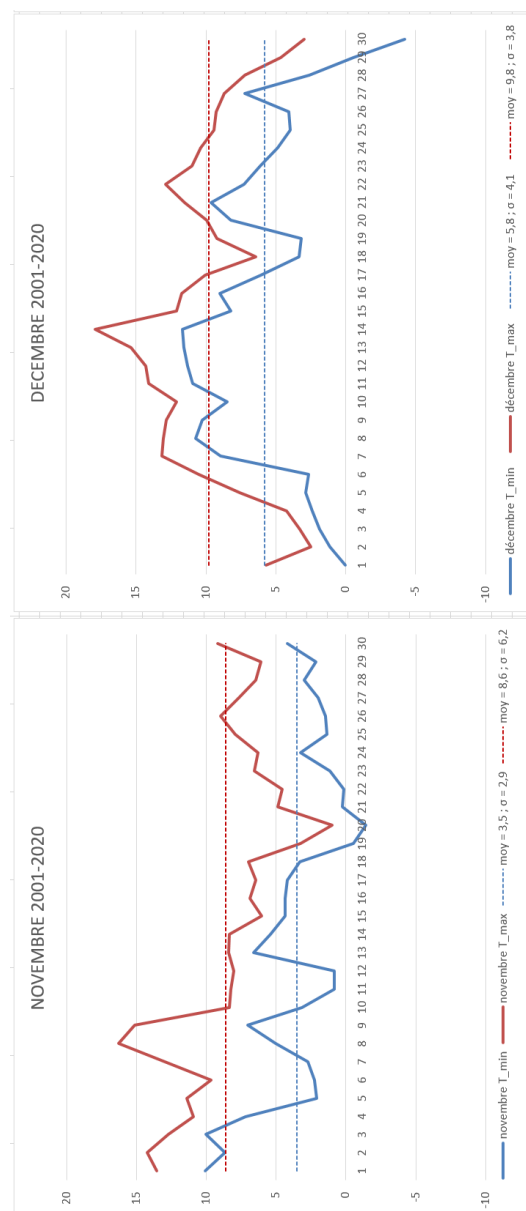 NOVEMBRE 2001-2020
20
15
10
5
0
-5
-10
1 2 3 4 5 6 7 8 9 10 11 12 13 14 15 16 17 18 19 20 21 22 23 24 25 26 27 28 29 30
novembre T_min novembre T_max moy = 3,5 ; σ = 2,9 moy = 8,6 ; σ = 6,2
DECEMBRE 2001-2020
20
15
10
5
0
-5
-10
1 2 3 4 5 6 7 8 9 10 11 12 13 14 15 16 17 18 19 20 21 22 23 24 25 26 27 28 29 30
décembre T_min décembre T_max moy = 5,8 ; σ = 4,1 moy = 9,8 ; σ = 3,8